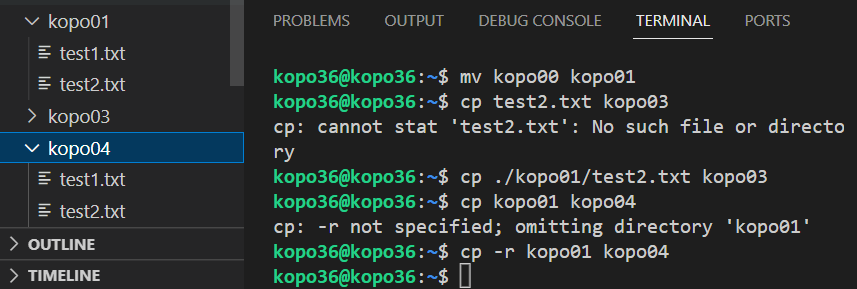 kopo01
test1.txt
test2.txt
kopo03
kopo04
test1.txt
test2.txt
OUTLINE
TIMELINE
PROBLEMS OUTPUT DEBUG CONSOLE TERMINAL PORTS
kopo36@kopo36:~$ mv kopo00 kopo01
kopo36@kopo36:~$ cp test2.txt kopo03
cp: cannot stat 'test2.txt': No such file or directo
ry
kopo36@kopo36:~$ cp ./kopo01/test2.txt kopo03
kopo36@kopo36:~$ cp kopo01 kopo04
cp: -r not specified; omitting directory 'kopo01'
kopo36@kopo36:~$ cp -r kopo01 kopo04
kopo36@kopo36:~$